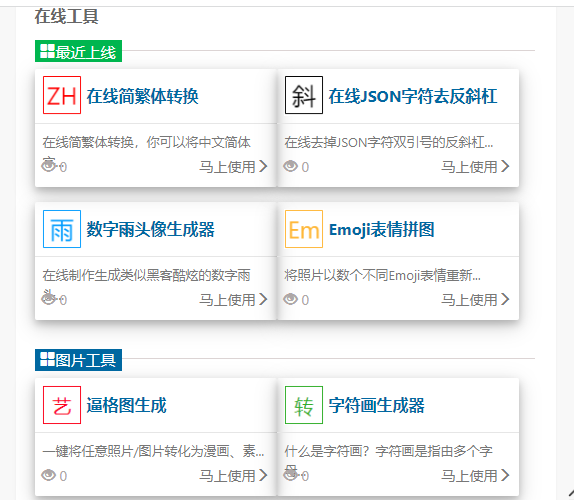 在线工具
最近上线
ZH 在线简繁体转换
斜 在线JSON字符去反斜杠
在线简繁体转换，你可以将中文简体
在线去掉JSON字符双引号的反斜杠...
0 马上使用
0 马上使用
雨 数字雨头像生成器
Em Emoji表情拼图
在线制作生成类似黑客酷炫的数字雨
将照片以数个不同Emoji表情重新...
0 马上使用
0 马上使用
图片工具
艺 逼格图生成
转 字符画生成器
一键将任意照片/图片转化为漫画、素...
什么是字符画？字符画是指由多个字
0 马上使用
0 马上使用